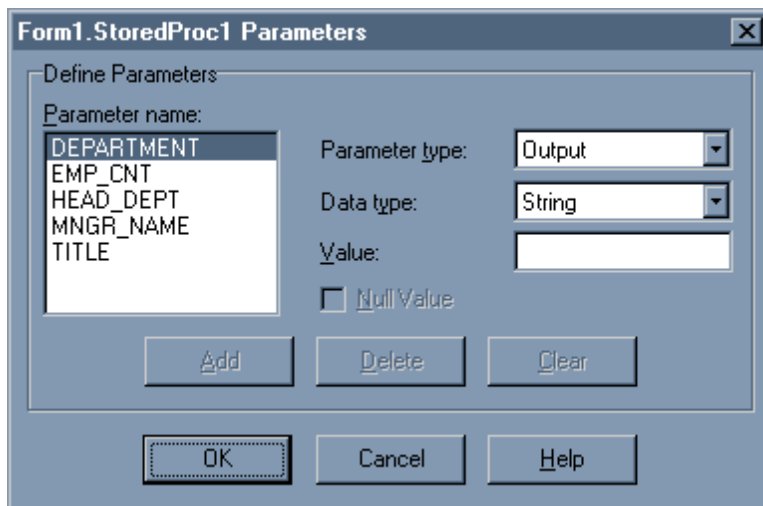 Form1.StoredProc1 Parameters
Define Parameters
Parameter name:
DEPARTMENT
EMP_CNT
HEAD_DEPT
MNGR_NAME
TITLE
Parameter type:
Output
Data type:
String
Value:
Null Value
Add
Delete
Clear
OK
Cancel
Help